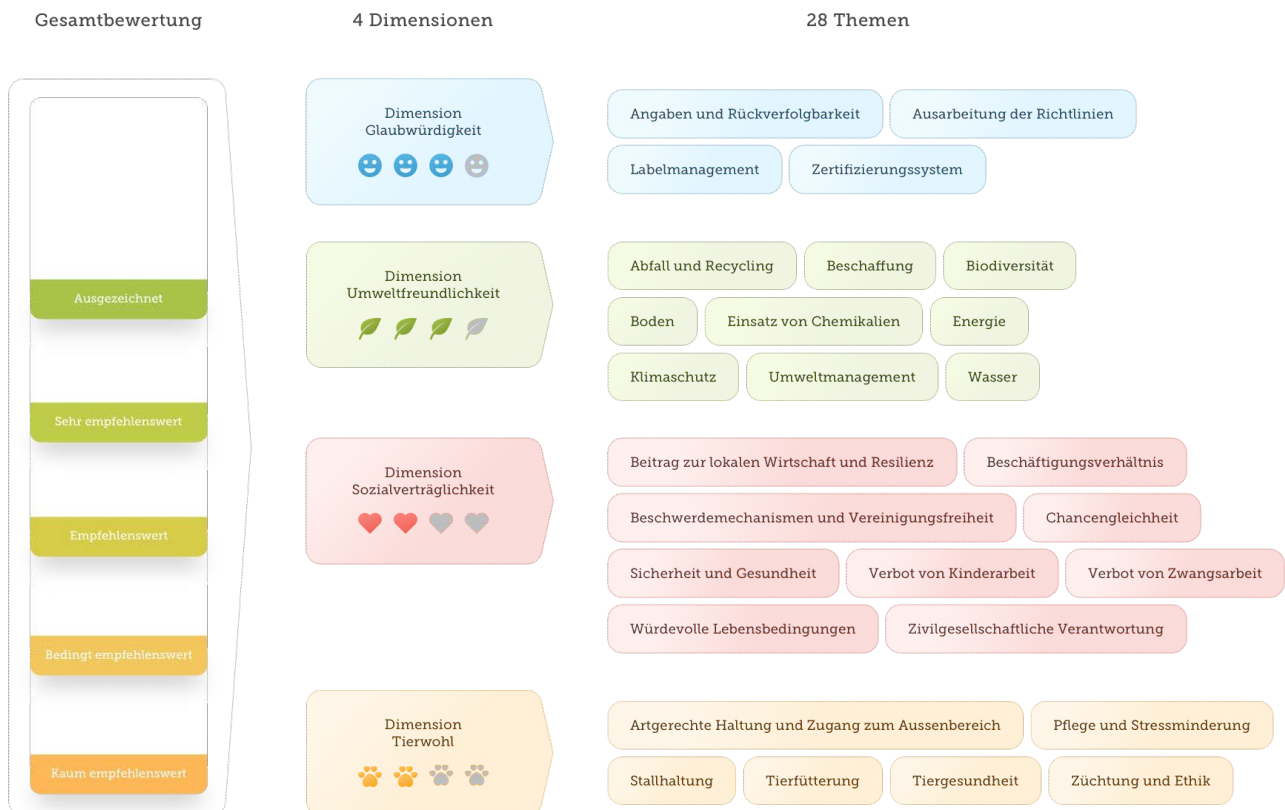 Gesamtbewertung
4 Dimensionen
28 Themen
Ausgezeichnet
Sehr empfehlenswert
Empfehlenswert
Bedingt empfehlenswert
Kaum empfehlenswert
Dimension
Glaubwürdigkeit
Angaben und Rückverfolgbarkeit
Ausarbeitung der Richtlinien
Labelmanagement
Zertifizierungssystem
Dimension
Umweltfreundlichkeit
Abfall und Recycling
Beschaffung
Biodiversität
Boden
Einsatz von Chemikalien
Energie
Klimaschutz
Umweltmanagement
Wasser
Dimension
Sozialverträglichkeit
Beitrag zur lokalen Wirtschaft und Resilienz
Beschäftigungsverhältnis
Beschwerdemechanismen und Vereinigungsfreiheit
Chancengleichheit
Sicherheit und Gesundheit
Verbot von Kinderarbeit
Verbot von Zwangsarbeit
Würdevolle Lebensbedingungen
Zivilgesellschaftliche Verantwortung
Dimension
Tierwohl
Artgerechte Haltung und Zugang zum Aussenbereich
Pflege und Stressminderung
Stallhaltung
Tierfütterung
Tiergesundheit
Züchtung und Ethik